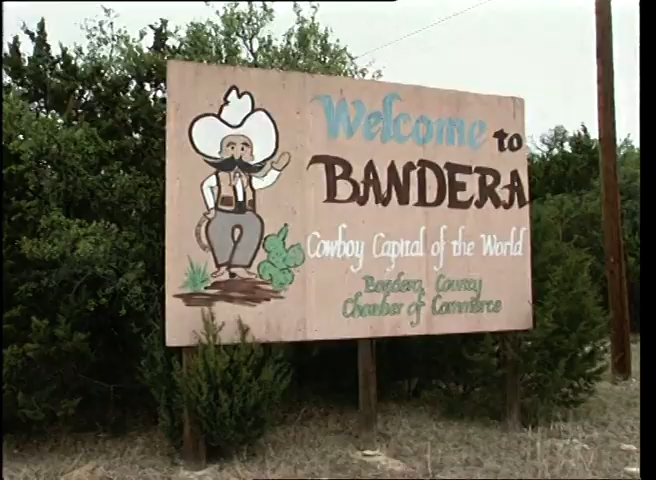 Welcome to
BANDERA
Cowboy Capital of the World
Bandera County
Chamber of Commerce